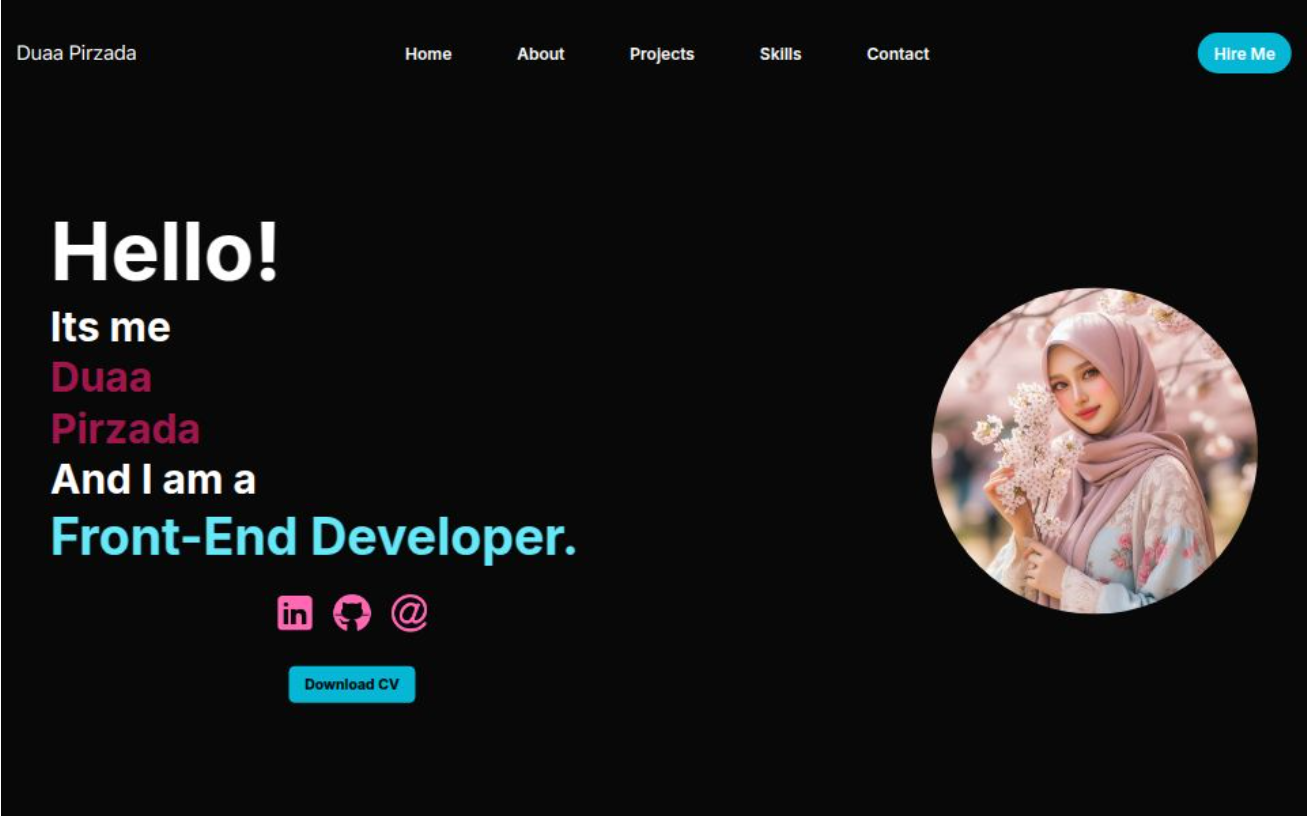 Duaa Pirzada Home About Projects Skills Contact Hire Me
Hello!
Its me
Duaa
Pirzada
And I am a
Front-End Developer.
in @
Download CV